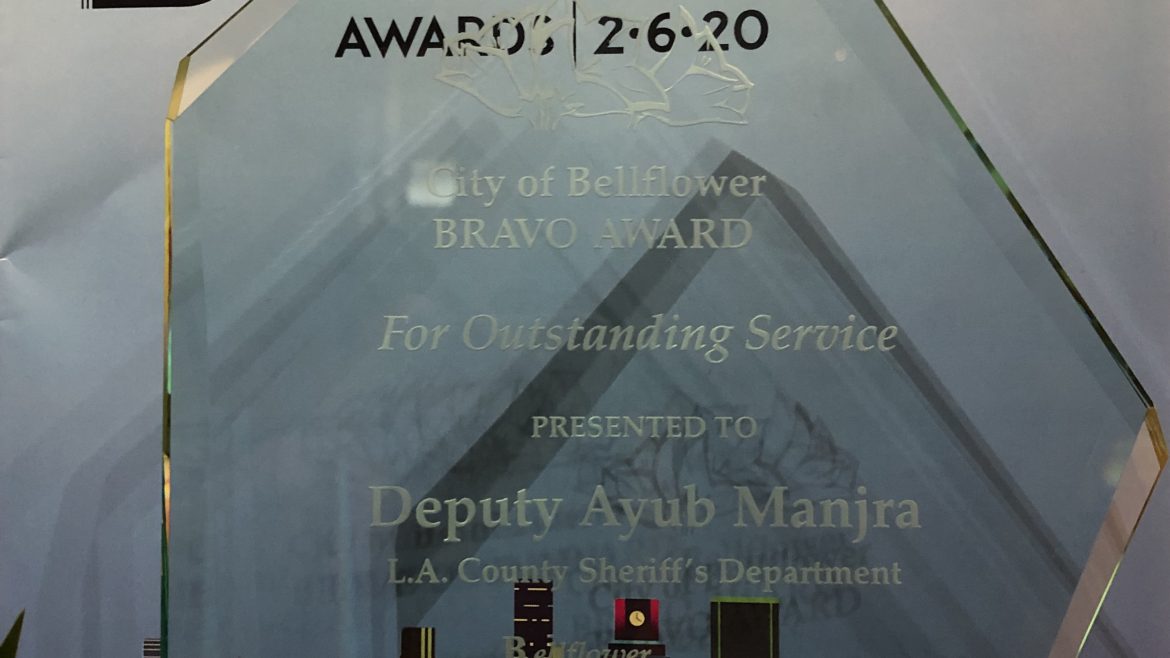 AWARDS | 2·6·20
City of Bellflower
BRAVO AWARD
For Outstanding Service
PRESENTED TO
Deputy Ayub Manjra
L.A. County Sheriff's Department
Bellflower